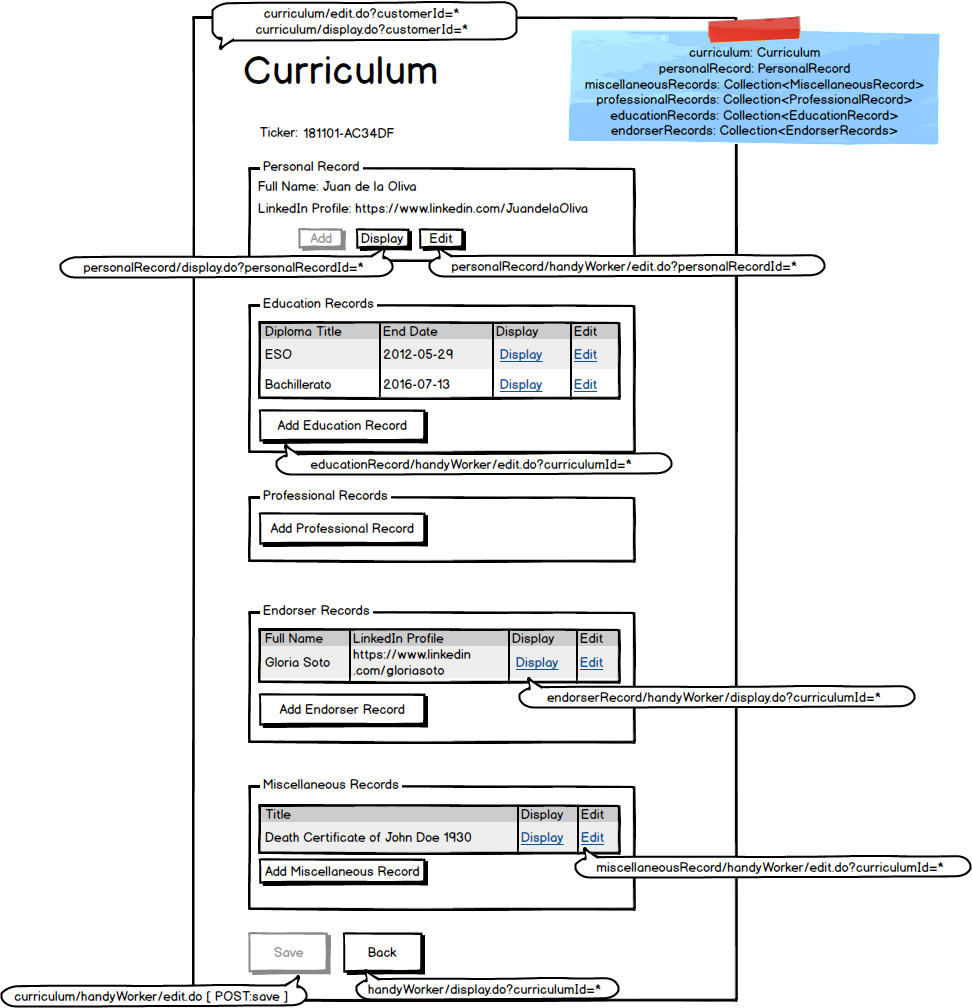 curriculum/edit.do?customerId=*
curriculum/display.do?customerId=*
Curriculum
curriculum: Curriculum
personalRecord: PersonalRecord
miscellaneousRecords: Collection<MiscellaneousRecord>
professionalRecords: Collection<ProfessionalRecord>
educationRecords: Collection<EducationRecord>
endorserRecords: Collection<EndorserRecords>
Ticker: 181101-AC34DF
Personal Record
Full Name: Juan de la Oliva
LinkedIn Profile: https://www.linkedin.com/JuandelaOliva
Add Display Edit
personalRecord/display.do?personalRecordId=*
personalRecord/handyWorker/edit.do?personalRecordId=*
Education Records
Diploma Title End Date Display Edit
ESO 2012-05-29 Display Edit
Bachillerato 2016-07-13 Display Edit
Add Education Record
educationRecord/handyWorker/edit.do?curriculumId=*
Professional Records
Add Professional Record
Endorser Records
Full Name LinkedIn Profile Display Edit
Gloria Soto https://www.linkedin
.com/gloriasoto Display Edit
endorserRecord/handyWorker/display.do?curriculumId=*
Add Endorser Record
Miscellaneous Records
Title Display Edit
Death Certificate of John Doe 1930 Display Edit
miscellaneousRecord/handyWorker/edit.do?curriculumId=*
Add Miscellaneous Record
Save Back
curriculum/handyWorker/edit.do [ POST:save ]
handyWorker/display.do?curriculumId=*